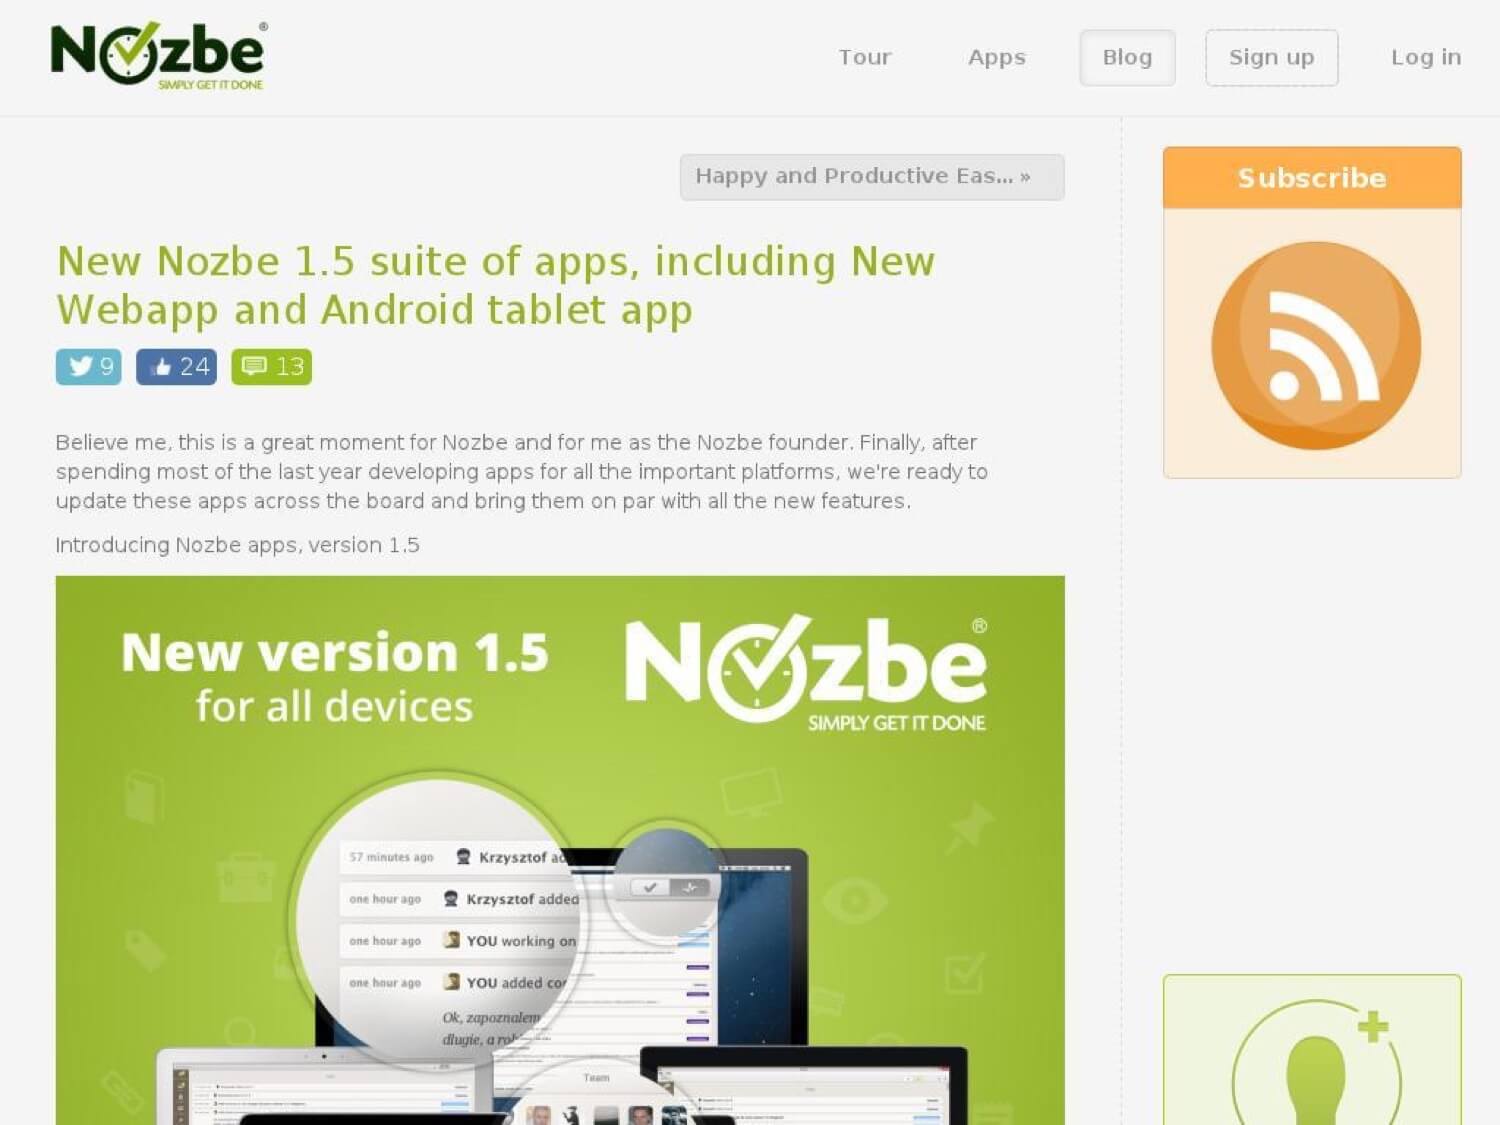 Nozbe®
SIMPLY GET IT DONE
Tour
Apps
Blog
Sign up
Log in
Happy and Productive Eas... »
Subscribe
New Nozbe 1.5 suite of apps, including New
Webapp and Android tablet app
9
24
13
Believe me, this is a great moment for Nozbe and for me as the Nozbe founder. Finally, after
spending most of the last year developing apps for all the important platforms, we're ready to
update these apps across the board and bring them on par with all the new features.
Introducing Nozbe apps, version 1.5
New version 1.5
for all devices
Nozbe®
SIMPLY GET IT DONE
57 minutes ago Krzysztof
one hour ago Krzysztof added
one hour ago YOU working on
one hour ago YOU added
Ok, zapoznalem
dlugie, a
Team